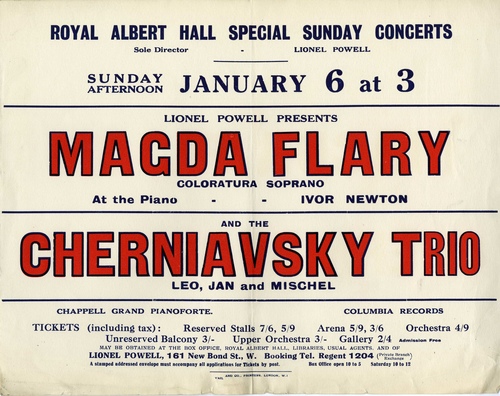 ROYAL ALBERT HALL SPECIAL SUNDAY CONCERTS
Sole Director - LIONEL POWELL
SUNDAY AFTERNOON JANUARY 6 at 3
LIONEL POWELL PRESENTS
MAGDA FLARY
COLORATURA SOPRANO
At the Piano - - IVOR NEWTON
AND THE
CHERNIAVSKY TRIO
LEO, JAN and MISCHEL
CHAPPELL GRAND PIANOFORTE. COLUMBIA RECORDS
TICKETS (including tax) : Reserved Stalls 7/6, 5/9 Arena 5/9, 3/6 Orchestra 4/9
Unreserved Balcony 3/- Upper Orchestra 3/- Gallery 2/4 Admission Free
MAY BE OBTAINED AT THE BOX OFFICE, ROYAL ALBERT HALL, LIBRARIES, USUAL AGENTS, AND OF
LIONEL POWELL, 161 New Bond St., W. Booking Tel. Regent 1204 (Private Branch Exchange
A stamped addressed envelope must accompany all applications for Tickets by post. Box Office open 10 to 5 Saturday 10 to 12